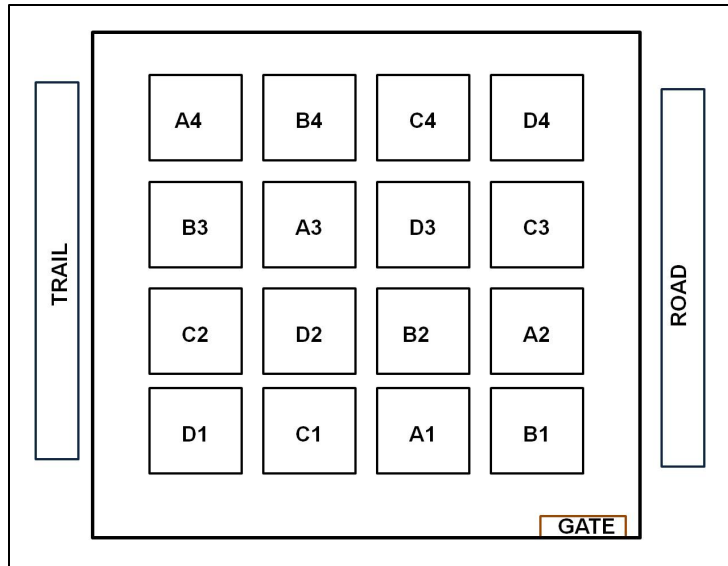 A4 B4 C4 D4
B3 A3 D3 C3
TRAIL
ROAD
C2 D2 B2 A2
D1 C1 A1 B1
GATE